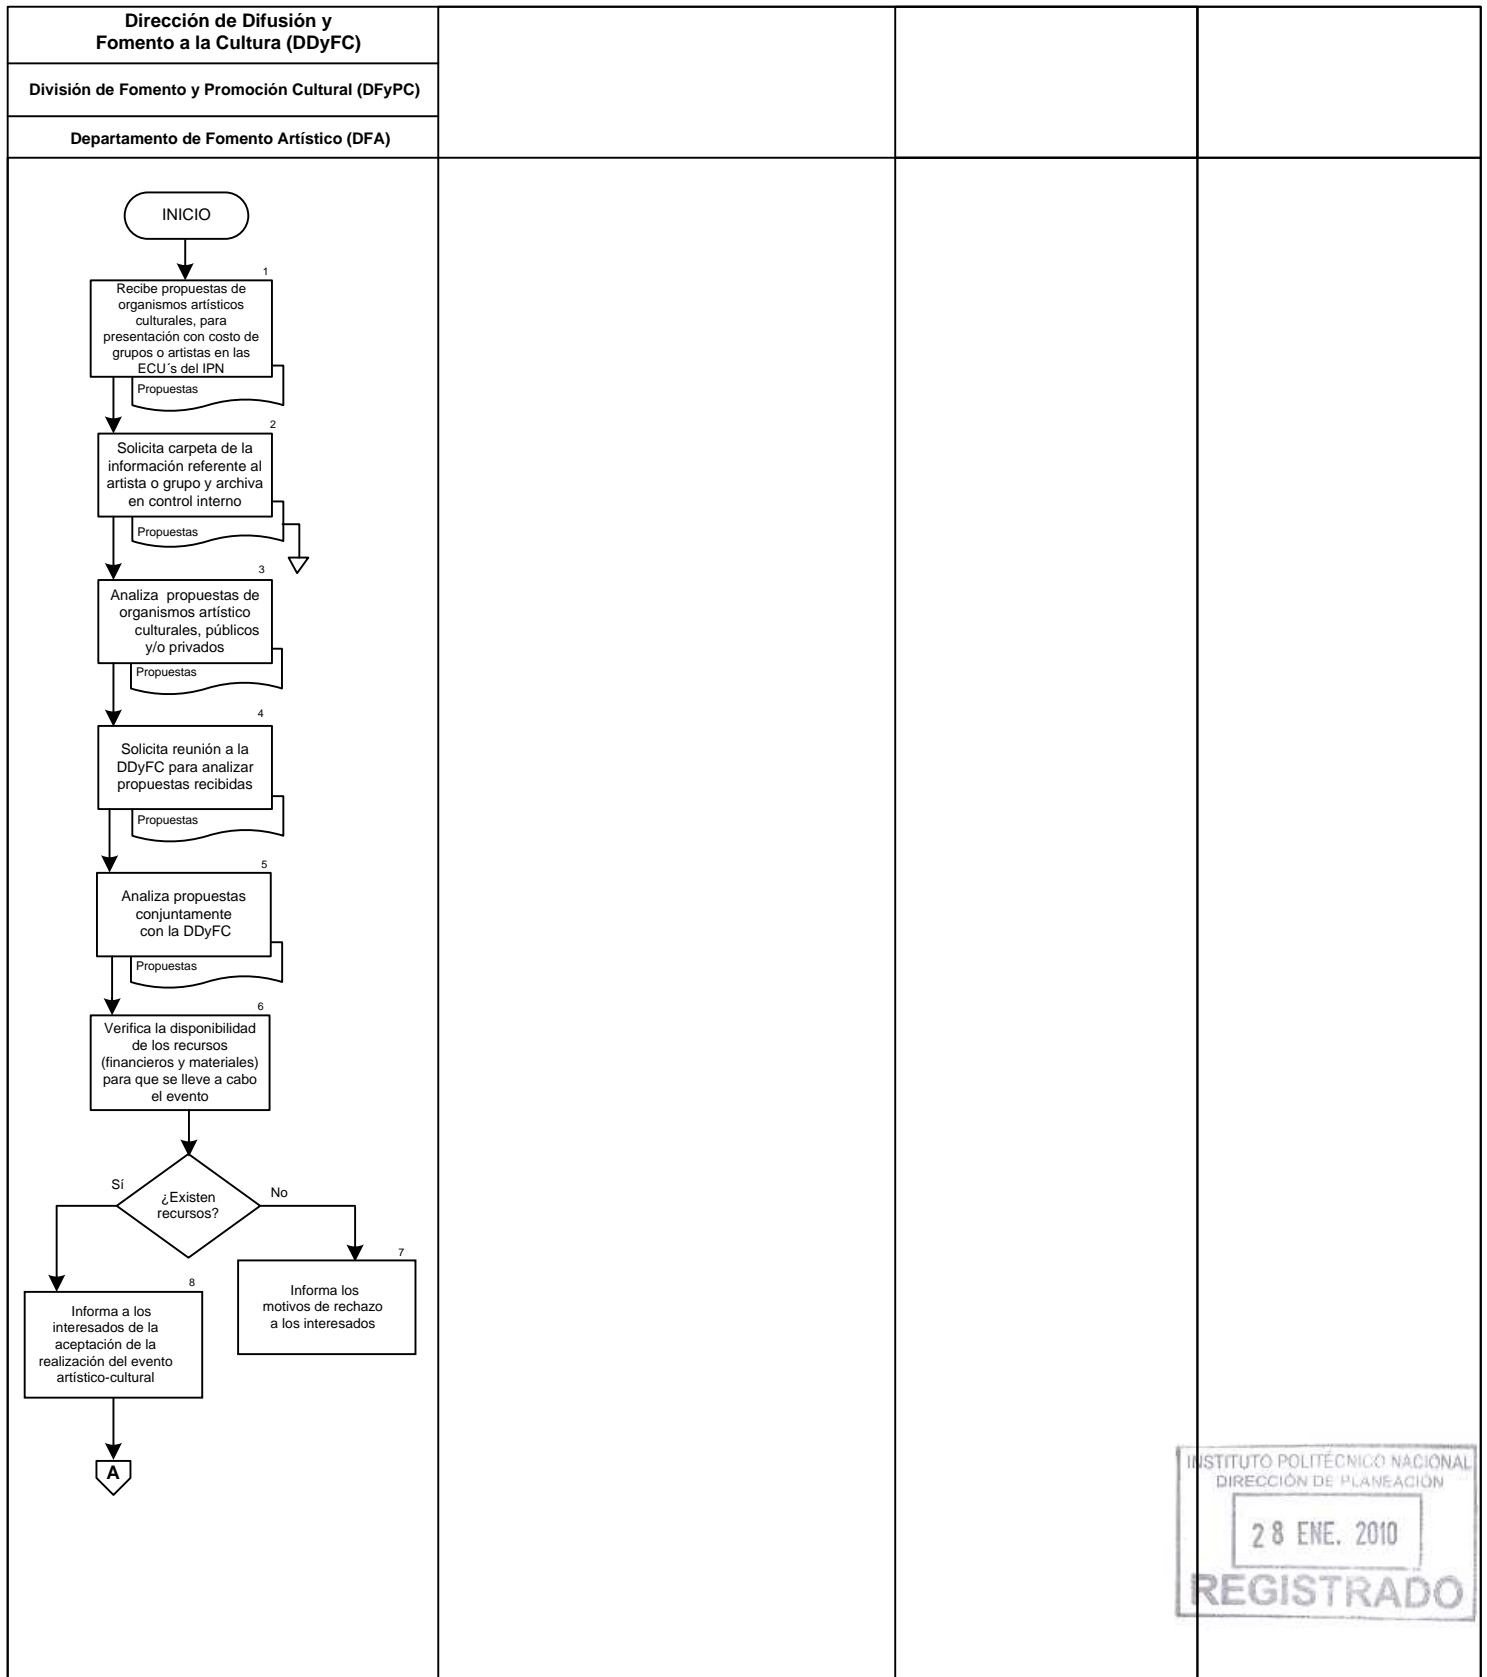 Dirección de Difusión y
Fomento a la Cultura (DDyFC)
División de Fomento y Promoción Cultural (DFyPC)
Departamento de Fomento Artístico (DFA)
INICIO
1
Recibe propuestas de
organismos artísticos
culturales, para
presentación con costo de
grupos o artistas en las
ECU´s del IPN
Propuestas
2
Solicita carpeta de la
información referente al
artista o grupo y archiva
en control interno
Propuestas
3
Analiza propuestas de
organismos artístico
culturales, públicos
y/o privados
Propuestas
4
Solicita reunión a la
DDyFC para analizar
propuestas recibidas
Propuestas
5
Analiza propuestas
conjuntamente
con la DDyFC
Propuestas
6
Verifica la disponibilidad
de los recursos
(financieros y materiales)
para que se lleve a cabo
el evento
¿Existen
recursos?
Sí
No
7
Informa los
motivos de rechazo
a los interesados
8
Informa a los
interesados de la
aceptación de la
realización del evento
artístico-cultural
A
INSTITUTO POLITÉCNICO NACIONAL
DIRECCIÓN DE PLANEACIÓN
28 ENE. 2010
REGISTRADO